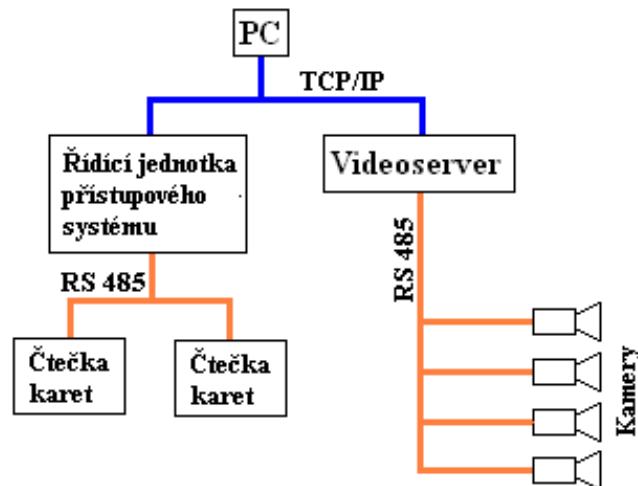 PC
TCP/IP
Řídící jednotka
přístupového
systému
Videoserver
RS 485
RS 485
Čtečka
karet
Čtečka
karet
Kamery